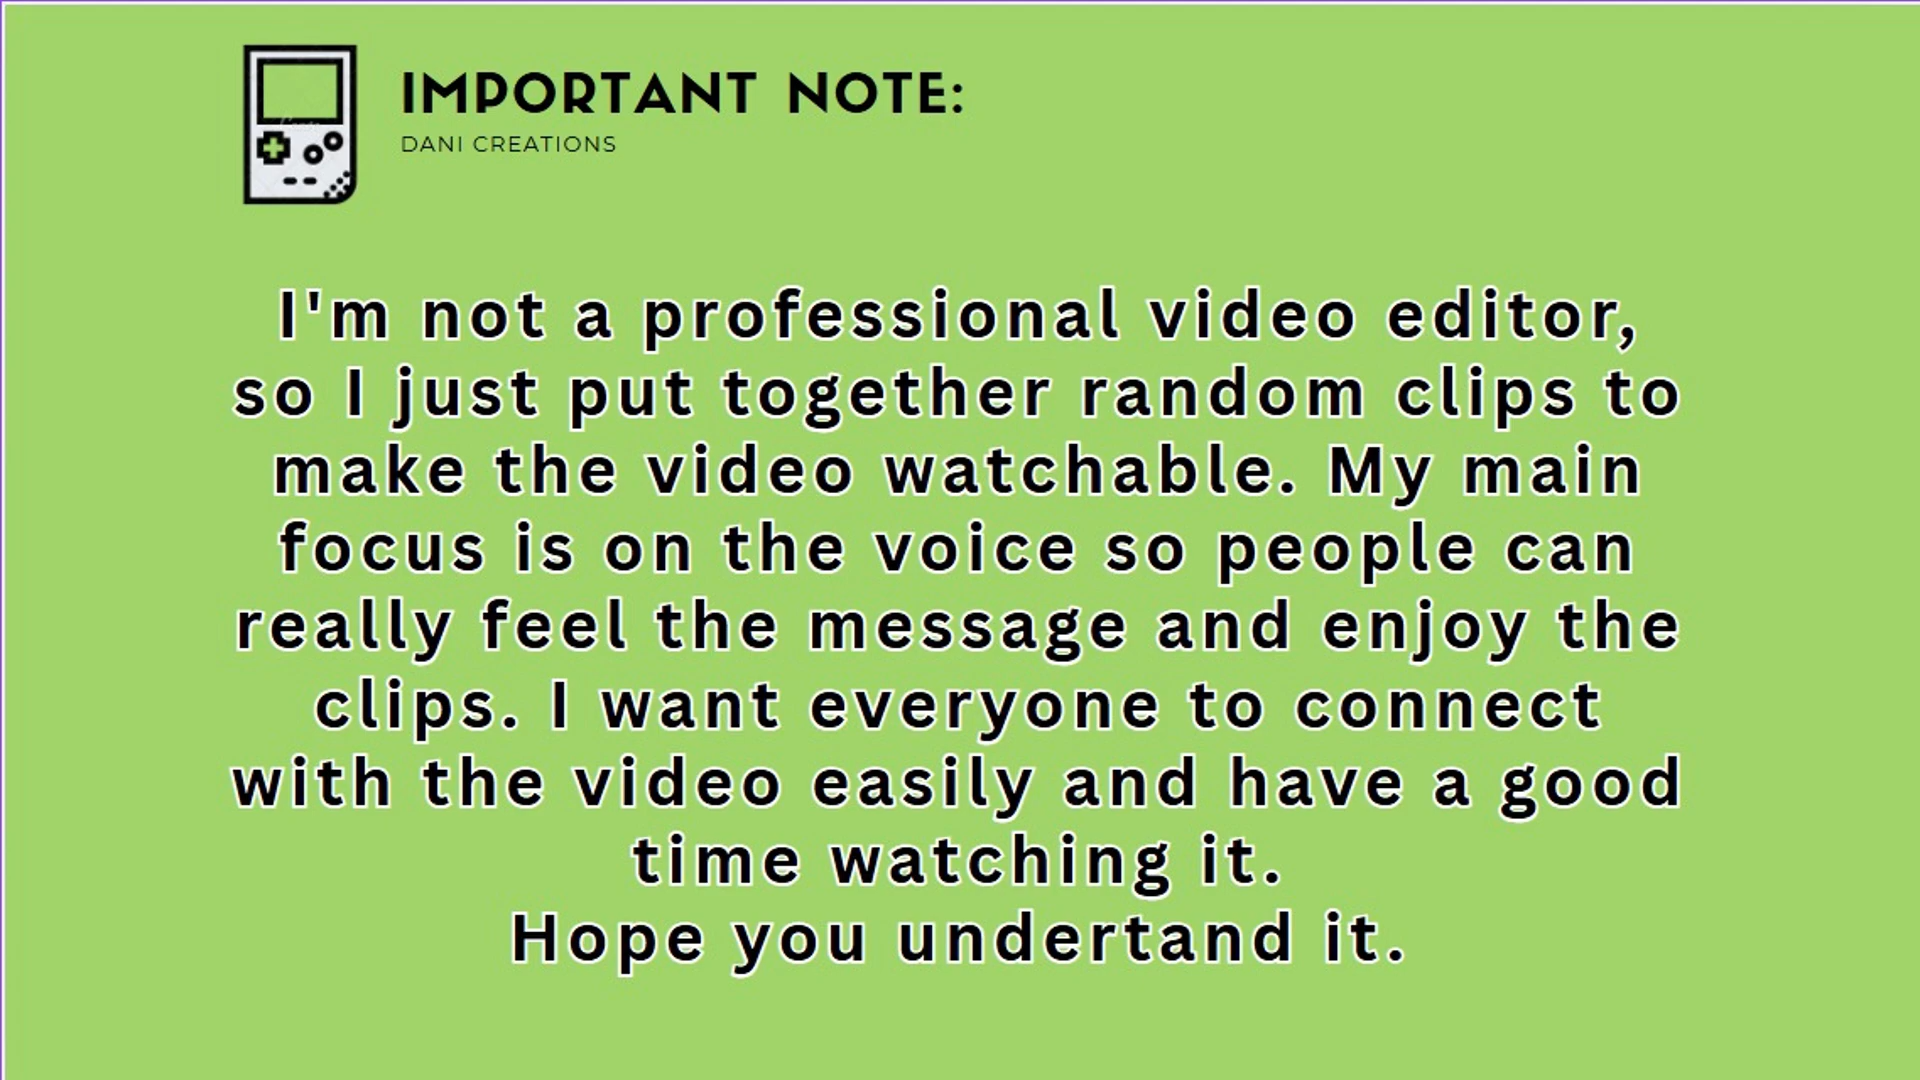 IMPORTANT NOTE:
DANI CREATIONS
I'm not a professional video editor,
so I just put together random clips to
make the video watchable. My main
focus is on the voice so people can
really feel the message and enjoy the
clips. I want everyone to connect
with the video easily and have a good
time watching it.
Hope you undertand it.